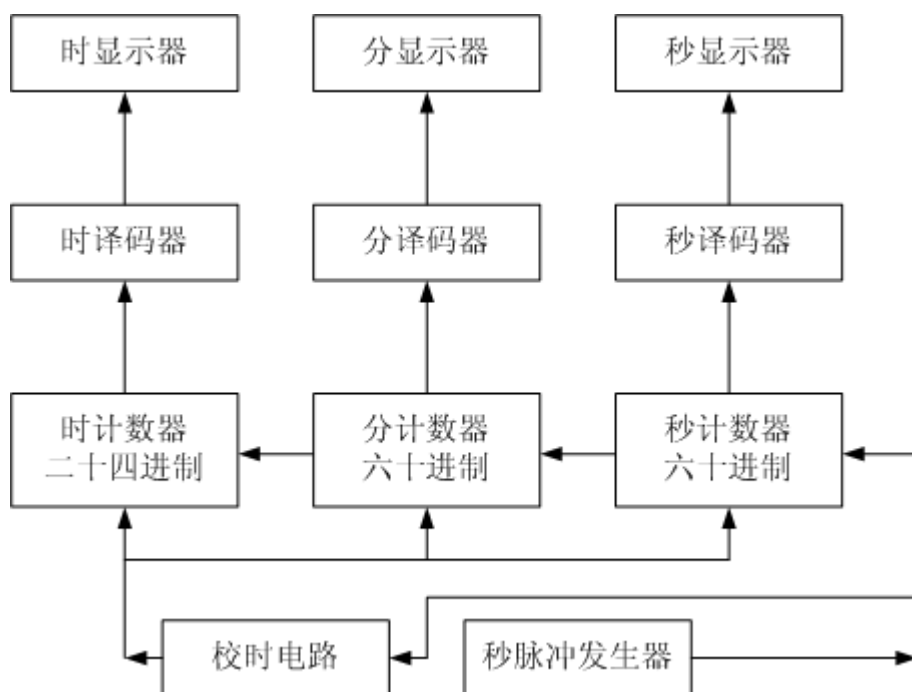 时显示器
分显示器
秒显示器
时译码器
分译码器
秒译码器
时计数器
二十四进制
分计数器
六十进制
秒计数器
六十进制
校时电路
秒脉冲发生器